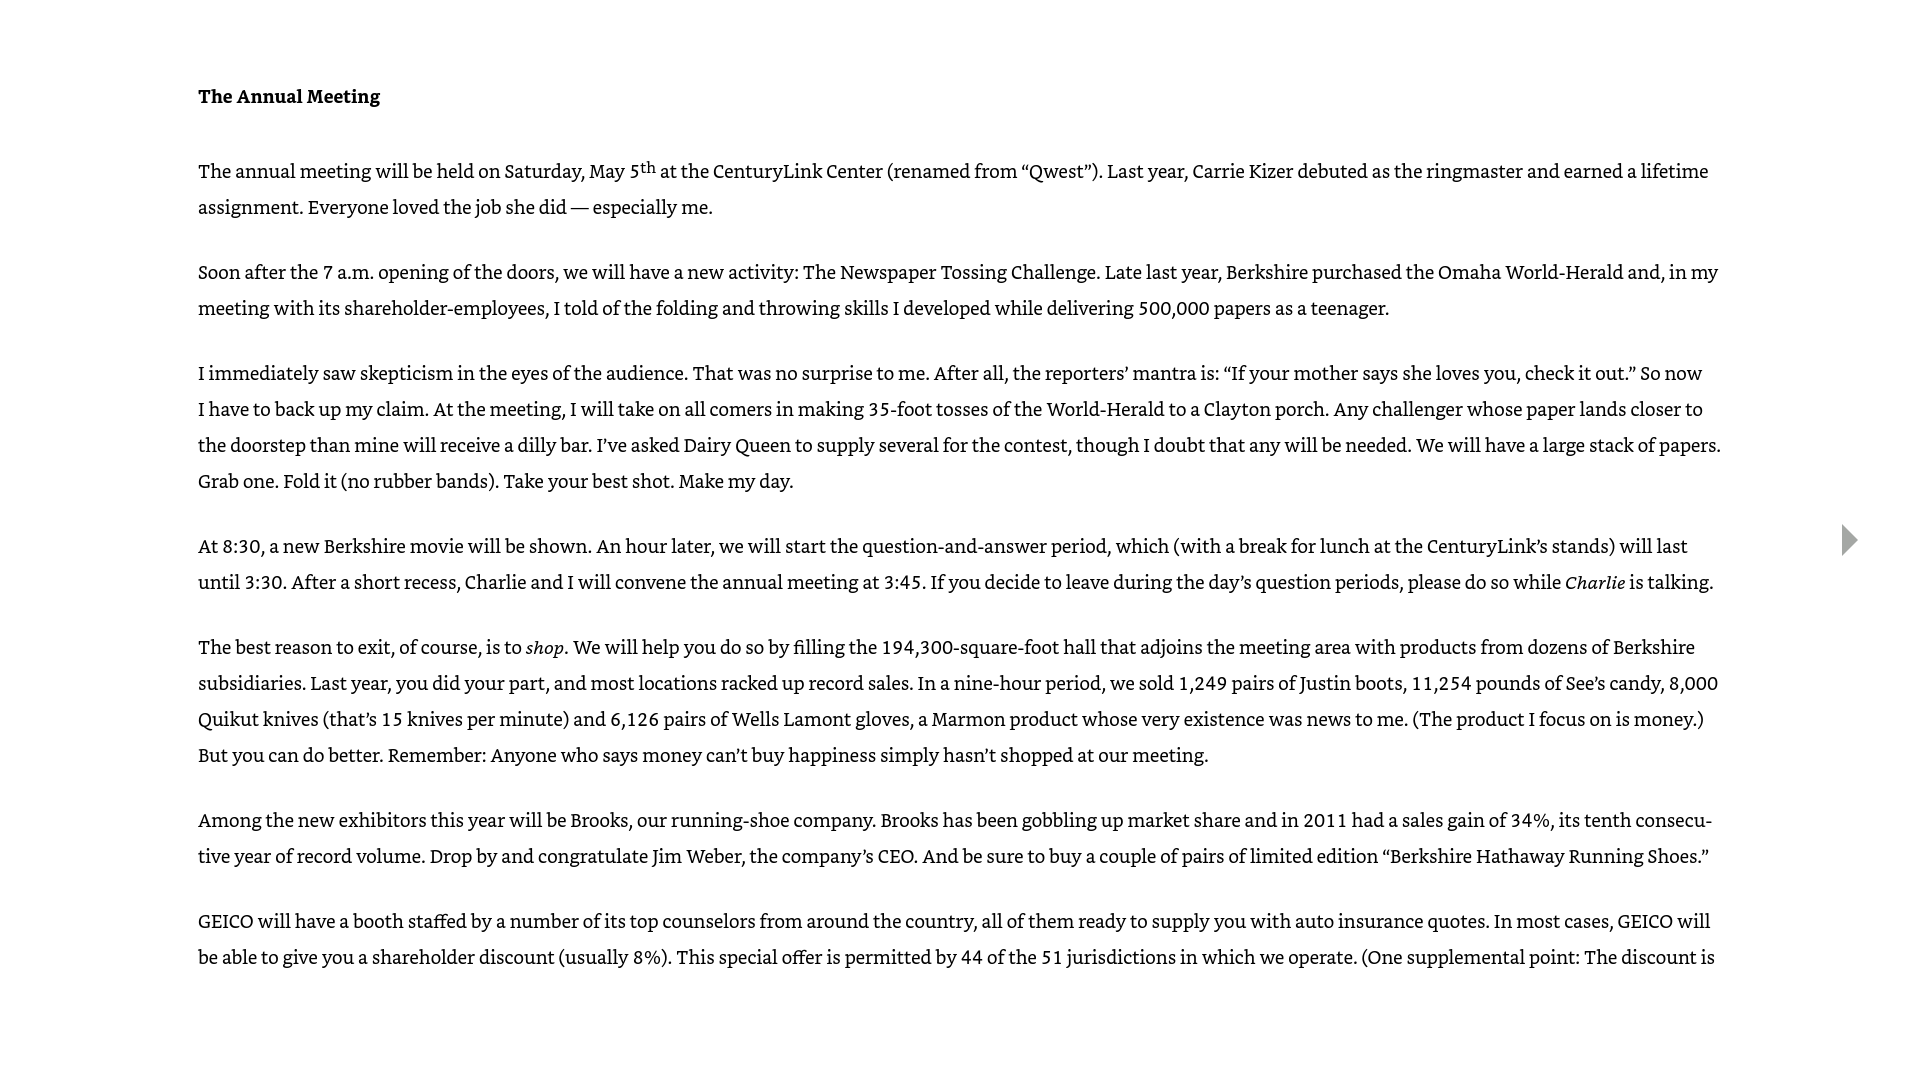 The Annual Meeting
The annual meeting will be held on Saturday, May 5th at the CenturyLink Center (renamed from “Qwest”). Last year, Carrie Kizer debuted as the ringmaster and earned a lifetime
assignment. Everyone loved the job she did — especially me.
Soon after the 7 a.m. opening of the doors, we will have a new activity: The Newspaper Tossing Challenge. Late last year, Berkshire purchased the Omaha World-Herald and, in my
meeting with its shareholder-employees, I told of the folding and throwing skills I developed while delivering 500,000 papers as a teenager.
I immediately saw skepticism in the eyes of the audience. That was no surprise to me. After all, the reporters’ mantra is: “If your mother says she loves you, check it out.” So now
I have to back up my claim. At the meeting, I will take on all comers in making 35-foot tosses of the World-Herald to a Clayton porch. Any challenger whose paper lands closer to
the doorstep than mine will receive a dilly bar. I’ve asked Dairy Queen to supply several for the contest, though I doubt that any will be needed. We will have a large stack of papers.
Grab one. Fold it (no rubber bands). Take your best shot. Make my day.
At 8:30, a new Berkshire movie will be shown. An hour later, we will start the question-and-answer period, which (with a break for lunch at the CenturyLink’s stands) will last
until 3:30. After a short recess, Charlie and I will convene the annual meeting at 3:45. If you decide to leave during the day’s question periods, please do so while Charlie is talking.
The best reason to exit, of course, is to shop. We will help you do so by filling the 194,300-square-foot hall that adjoins the meeting area with products from dozens of Berkshire
subsidiaries. Last year, you did your part, and most locations racked up record sales. In a nine-hour period, we sold 1,249 pairs of Justin boots, 11,254 pounds of See’s candy, 8,000
Quikut knives (that’s 15 knives per minute) and 6,126 pairs of Wells Lamont gloves, a Marmon product whose very existence was news to me. (The product I focus on is money.)
But you can do better. Remember: Anyone who says money can’t buy happiness simply hasn’t shopped at our meeting.
Among the new exhibitors this year will be Brooks, our running-shoe company. Brooks has been gobbling up market share and in 2011 had a sales gain of 34%, its tenth consecu-
tive year of record volume. Drop by and congratulate Jim Weber, the company’s CEO. And be sure to buy a couple of pairs of limited edition “Berkshire Hathaway Running Shoes.”
GEICO will have a booth staffed by a number of its top counselors from around the country, all of them ready to supply you with auto insurance quotes. In most cases, GEICO will
be able to give you a shareholder discount (usually 8%). This special offer is permitted by 44 of the 51 jurisdictions in which we operate. (One supplemental point: The discount is